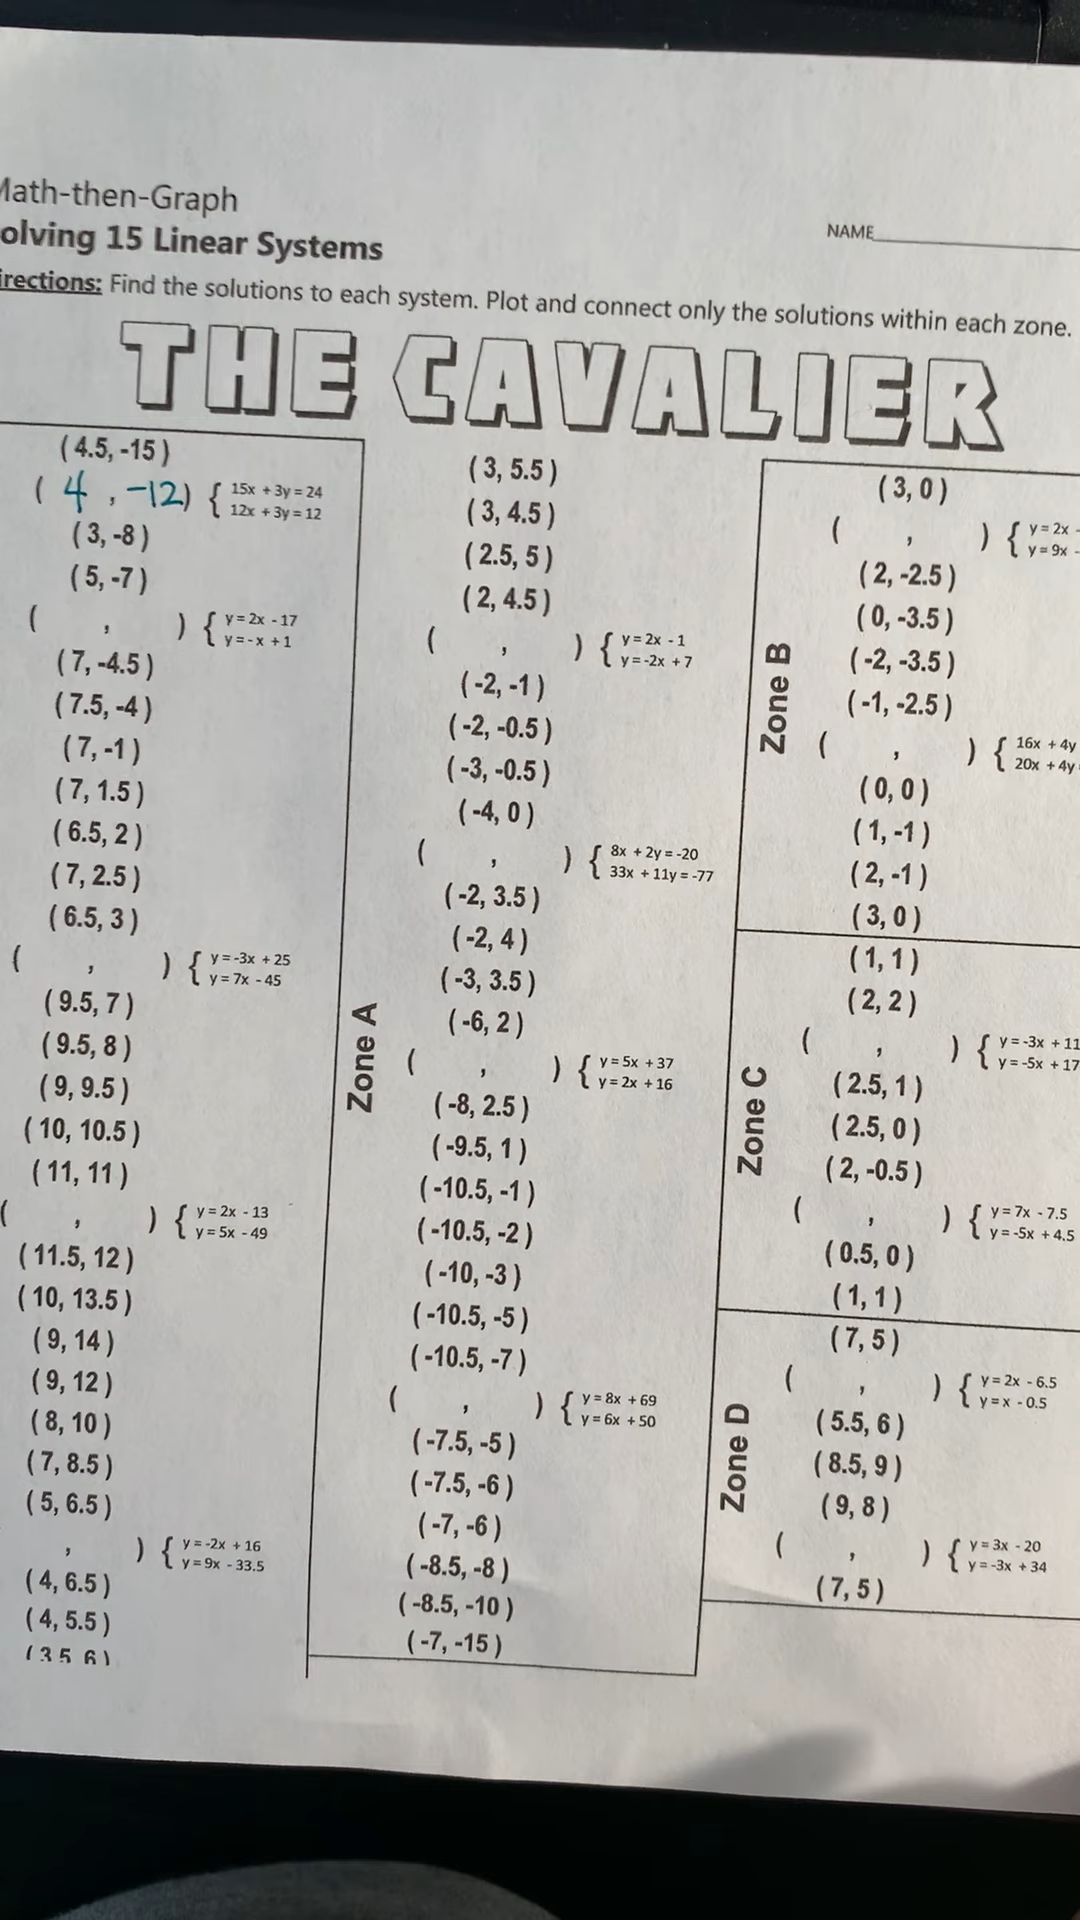 Math-then-Graph
olving 15 Linear Systems
NAME
irections: Find the solutions to each system. Plot and connect only the solutions within each zone.
THE CAVALIER
(4.5, -15)
( 4 , -12) { 15x + 3y = 24
12x + 3y = 12
(3, -8)
(5, -7)
( , ) { y = 2x - 17
y = -x + 1
(7, -4.5)
(7.5, -4)
(7, -1)
(7, 1.5)
(6.5, 2)
(7, 2.5)
(6.5, 3)
( , ) { y = -3x + 25
y = 7x - 45
(9.5, 7)
(9.5, 8)
(9, 9.5)
(10, 10.5)
(11, 11)
( , ) { y = 2x - 13
y = 5x - 49
(11.5, 12)
(10, 13.5)
(9, 14)
(9, 12)
(8, 10)
(7, 8.5)
(5, 6.5)
, ) { y = -2x + 16
y = 9x - 33.5
(4, 6.5)
(4, 5.5)
(3.5, 6)
Zone A
(3, 5.5)
(3, 4.5)
(2.5, 5)
(2, 4.5)
( , ) { y = 2x - 1
y = -2x + 7
(-2, -1)
(-2, -0.5)
(-3, -0.5)
(-4, 0)
( , ) { 8x + 2y = -20
33x + 11y = -77
(-2, 3.5)
(-2, 4)
(-3, 3.5)
(-6, 2)
( , ) { y = 5x + 37
y = 2x + 16
(-8, 2.5)
(-9.5, 1)
(-10.5, -1)
(-10.5, -2)
(-10, -3)
(-10.5, -5)
(-10.5, -7)
( , ) { y = 8x + 69
y = 6x + 50
(-7.5, -5)
(-7.5, -6)
(-7, -6)
(-8.5, -8)
(-8.5, -10)
(-7, -15)
Zone B
(3, 0)
( , ) { y = 2x -
y = 9x -
(2, -2.5)
(0, -3.5)
(-2, -3.5)
(-1, -2.5)
( , ) { 16x + 4y
20x + 4y
(0, 0)
(1, -1)
(2, -1)
(3, 0)
Zone C
(1, 1)
(2, 2)
( , ) { y = -3x + 11
y = -5x + 17
(2.5, 1)
(2.5, 0)
(2, -0.5)
( , ) { y = 7x - 7.5
y = -5x + 4.5
(0.5, 0)
(1, 1)
Zone D
(7, 5)
( , ) { y = 2x - 6.5
y = x - 0.5
(5.5, 6)
(8.5, 9)
(9, 8)
( , ) { y = 3x - 20
y = -3x + 34
(7, 5)